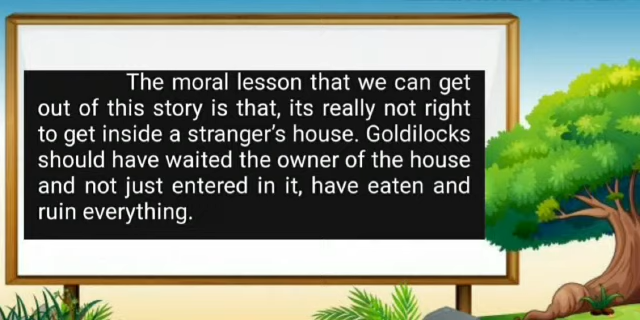 The moral lesson that we can get
out of this story is that, its really not right
to get inside a stranger's house. Goldilocks
should have waited the owner of the house
and not just entered in it, have eaten and
ruin everything.